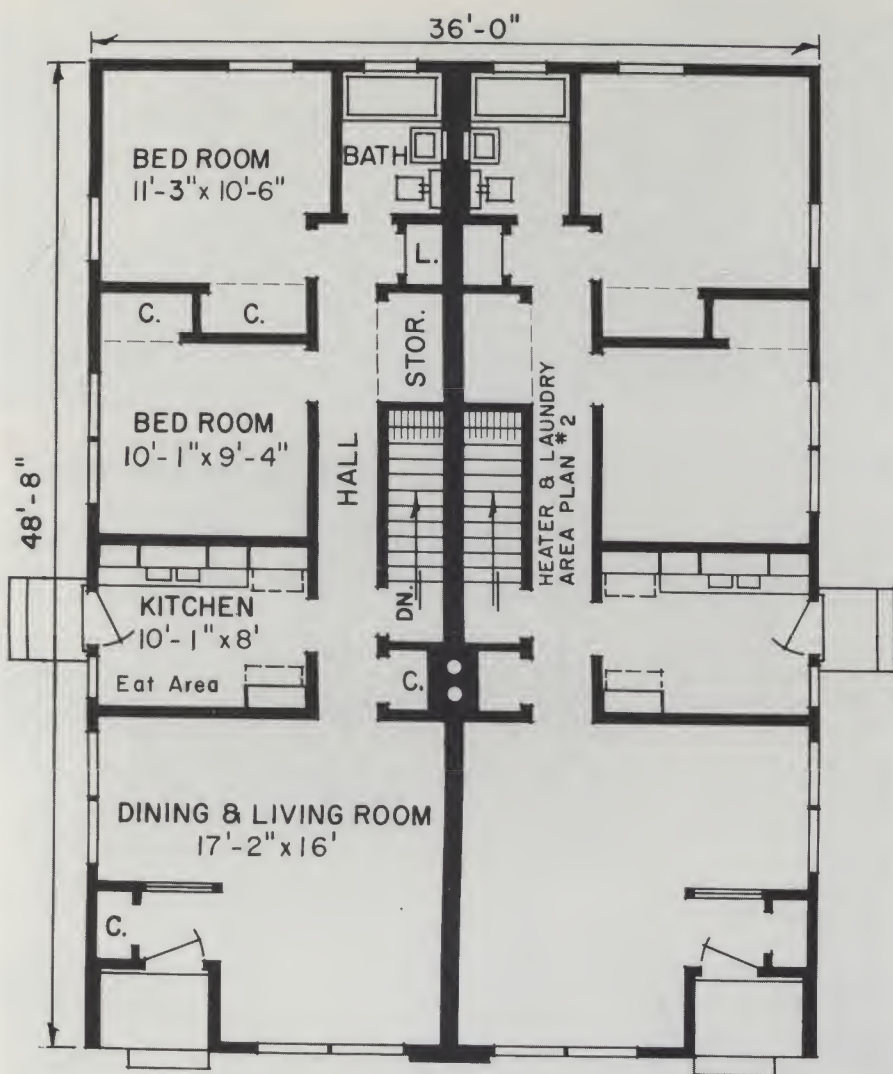 36'-0"
BED ROOM
11'-3" x 10'-6"
BATH
L.
C.
C.
STOR.
BED ROOM
10'-1" x 9'-4"
HALL
HEATER & LAUNDRY
AREA PLAN #2
48'-8"
KITCHEN
10'-1" x 8'
DN.
Eat Area
C.
DINING & LIVING ROOM
17'-2" x 16'
C.